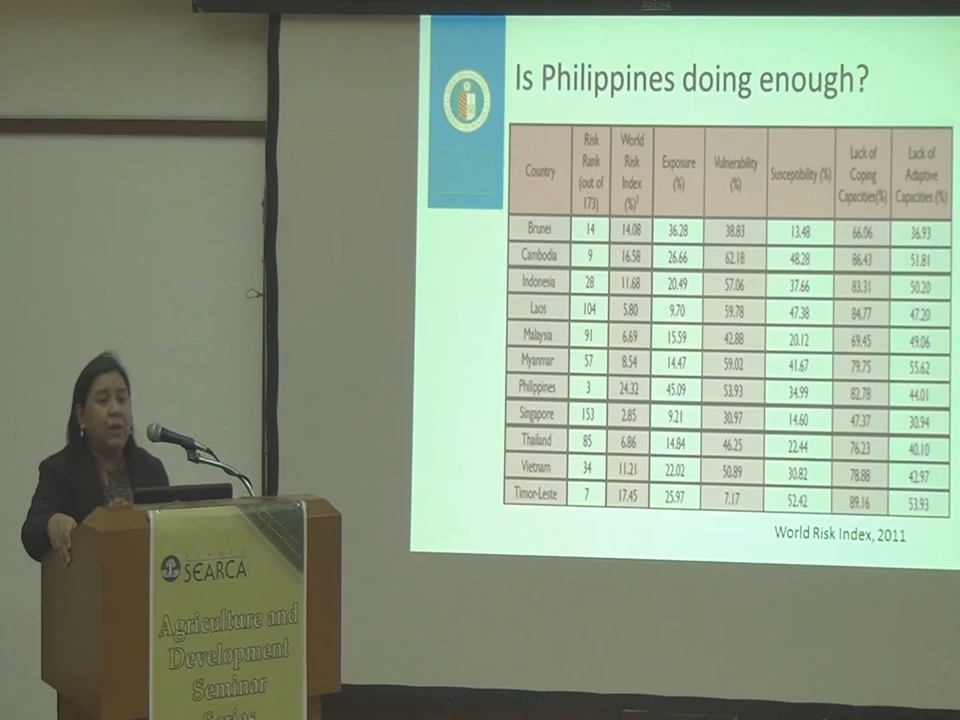 Is Philippines doing enough?
Country Risk Rank (out of 173) World Risk Index (%)² Exposure (%) Vulnerability (%) Susceptibility (%) Lack of Coping Capacities(%) Lack of Adaptive Capacities (%)
Brunei 14 14.08 36.28 38.83 13.48 66.06 36.93
Cambodia 9 16.58 26.66 62.18 48.28 86.43 51.81
Indonesia 28 11.68 20.49 57.06 37.66 83.31 50.20
Laos 104 5.80 9.70 59.78 47.38 84.77 47.20
Malaysia 91 6.69 15.59 42.88 20.12 69.45 49.06
Myanmar 57 8.54 14.47 59.02 41.67 79.75 55.62
Philippines 3 24.32 45.09 53.93 34.99 82.78 44.01
Singapore 153 2.85 9.21 30.97 14.60 47.37 30.94
Thailand 85 6.86 14.84 46.25 22.44 76.23 40.10
Vietnam 34 11.21 22.02 50.89 30.82 78.88 42.97
Timor-Leste 7 17.45 25.97 7.17 52.42 89.16 53.93
World Risk Index, 2011
SEARCA
Agriculture and
Development
Seminar
Series